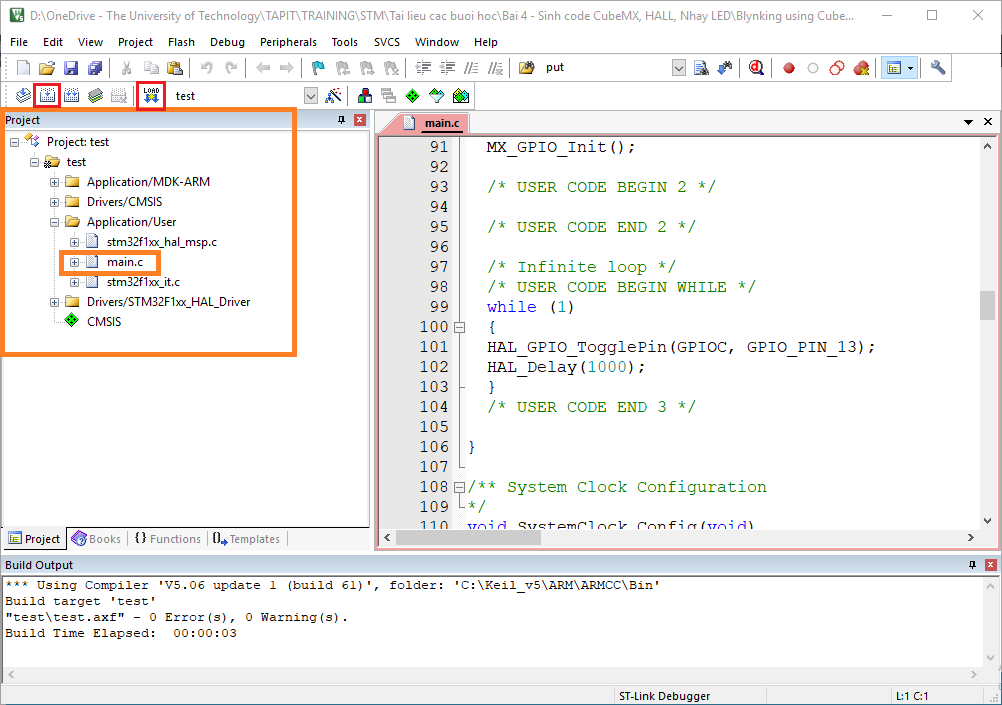 D:\OneDrive - The University of Technology\TAPIT\TRAINING\STM\Tai lieu cac buoi hoc\Bai 4 - Sinh code CubeMX, HALL, Nhay LED\Blynking using Cube...
File Edit View Project Flash Debug Peripherals Tools SVCS Window Help
put
LOAD test
Project
main.c
Project: test
test
Application/MDK-ARM
Drivers/CMSIS
Application/User
stm32f1xx_hal_msp.c
main.c
stm32f1xx_it.c
Drivers/STM32F1xx_HAL_Driver
CMSIS
91 MX_GPIO_Init();
92
93 /* USER CODE BEGIN 2 */
94
95 /* USER CODE END 2 */
96
97 /* Infinite loop */
98 /* USER CODE BEGIN WHILE */
99 while (1)
100 {
101 HAL_GPIO_TogglePin(GPIOC, GPIO_PIN_13);
102 HAL_Delay(1000);
103 }
104 /* USER CODE END 3 */
105
106 }
107
108 /** System Clock Configuration
109 */
110 void SystemClock_Config(void)
Project Books {} Functions Templates
Build Output
*** Using Compiler 'V5.06 update 1 (build 61)', folder: 'C:\Keil_v5\ARM\ARMCC\Bin'
Build target 'test'
"test\test.axf" - 0 Error(s), 0 Warning(s).
Build Time Elapsed: 00:00:03
ST-Link Debugger L:1 C:1